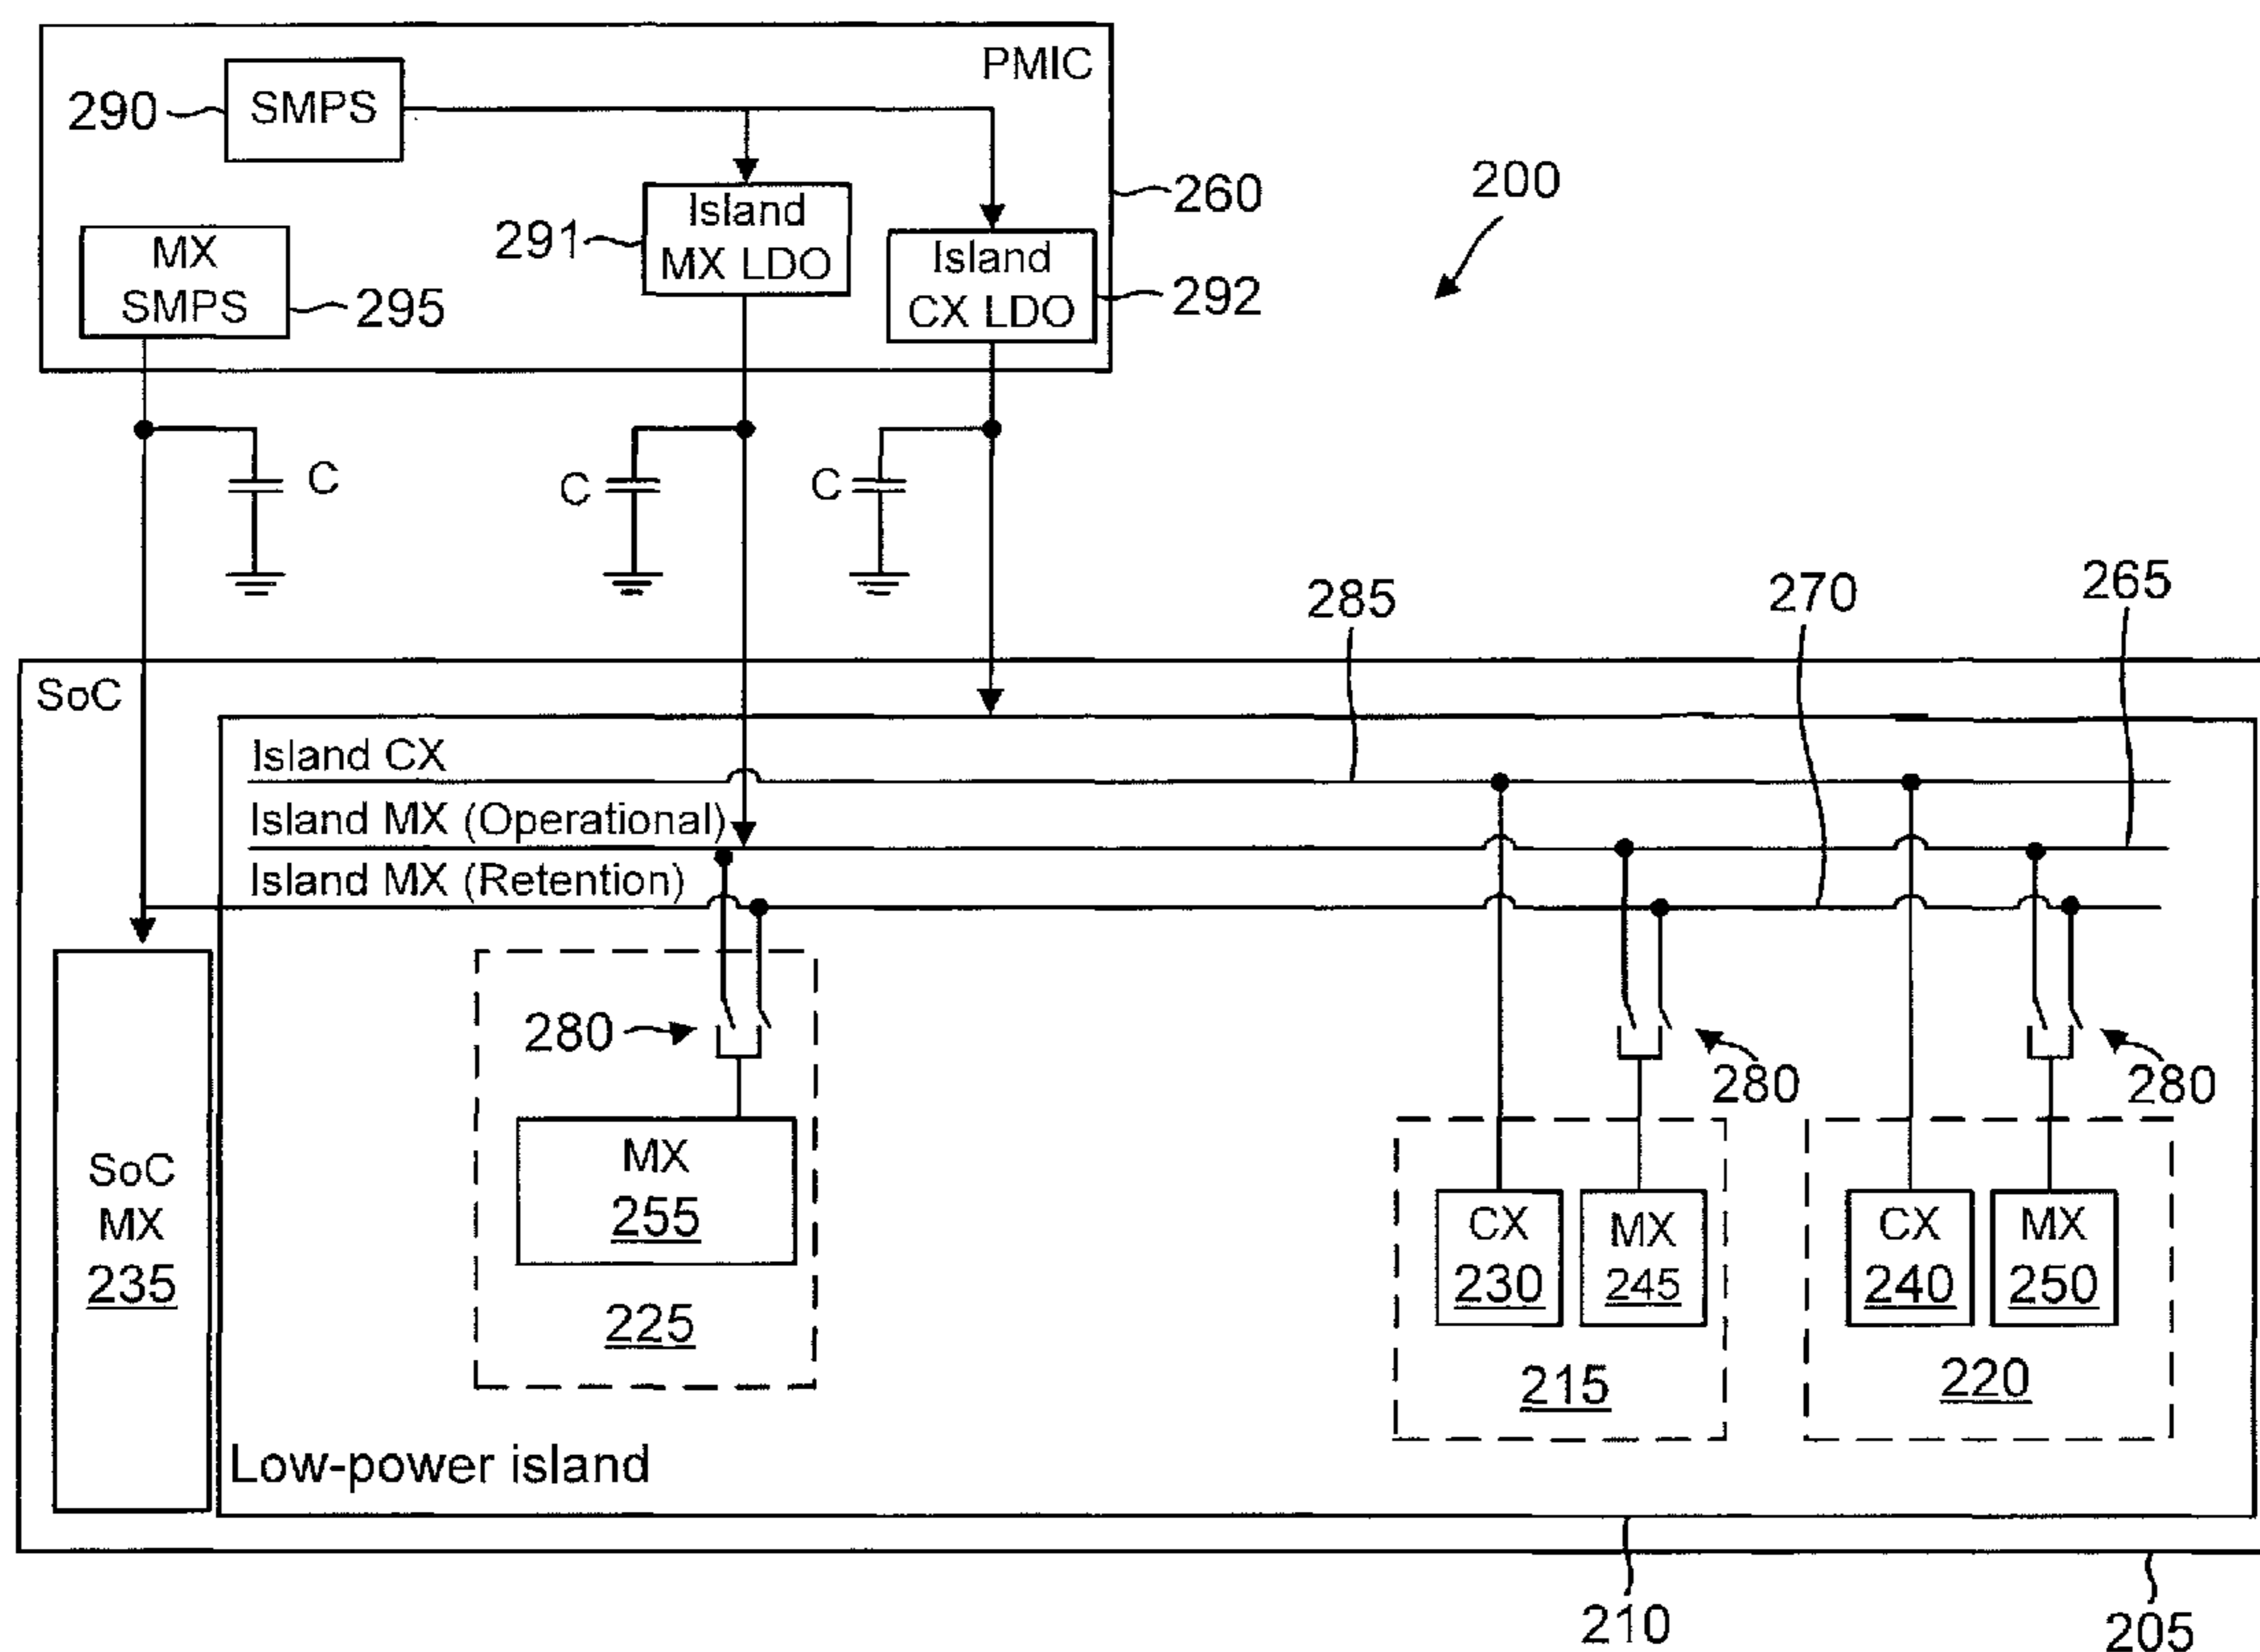 PMIC
290
SMPS
260
200
291
Island
MX LDO
Island
CX LDO
292
MX
SMPS
295
C
C
C
285
270
265
SoC
Island CX
Island MX (Operational)
Island MX (Retention)
280
280
280
SoC
MX
235
MX
255
225
CX
230
MX
245
215
CX
240
MX
250
220
Low-power island
210
205